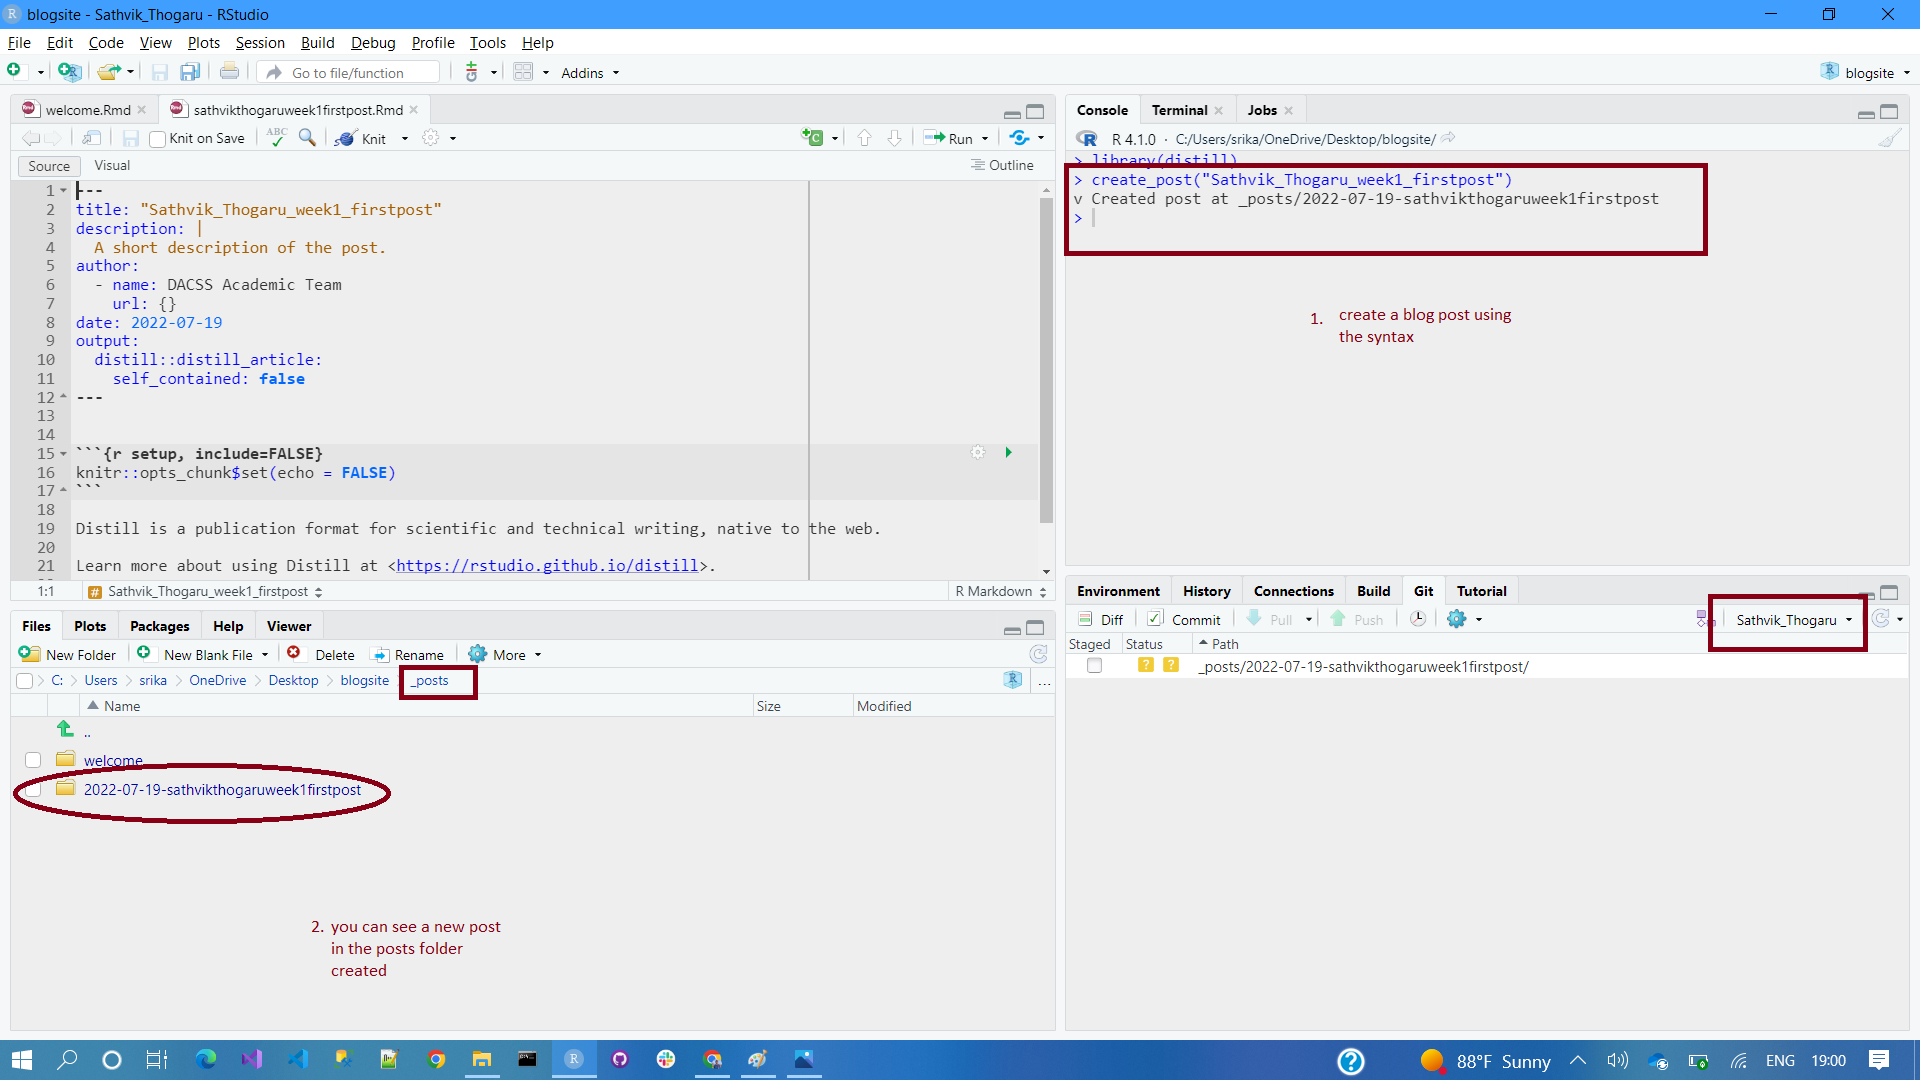 blogsite - Sathvik_Thogaru - RStudio
File Edit Code View Plots Session Build Debug Profile Tools Help
Go to file/function Addins blogsite
welcome.Rmd sathvikthogaruweek1firstpost.Rmd
Knit on Save ABC Knit Run
Source Visual Outline
1 ---
2 title: "Sathvik_Thogaru_week1_firstpost"
3 description: |
4 A short description of the post.
5 author:
6 - name: DACSS Academic Team
7 url: {}
8 date: 2022-07-19
9 output:
10 distill::distill_article:
11 self_contained: false
12 ---
13
14
15 ```{r setup, include=FALSE}
16 knitr::opts_chunk$set(echo = FALSE)
17 ```
18
19 Distill is a publication format for scientific and technical writing, native to the web.
20
21 Learn more about using Distill at <https://rstudio.github.io/distill>.
1:1 # Sathvik_Thogaru_week1_firstpost R Markdown
Console Terminal Jobs
R 4.1.0 · C:/Users/srika/OneDrive/Desktop/blogsite/
> library(distill)
> create_post("Sathvik_Thogaru_week1_firstpost")
v Created post at _posts/2022-07-19-sathvikthogaruweek1firstpost
>
1. create a blog post using
the syntax
Files Plots Packages Help Viewer
New Folder New Blank File Delete Rename More
C: Users srika OneDrive Desktop blogsite _posts ...
Name Size Modified
..
welcome
2022-07-19-sathvikthogaruweek1firstpost
2. you can see a new post
in the posts folder
created
Environment History Connections Build Git Tutorial
Diff Commit Pull Push Sathvik_Thogaru
Staged Status Path
? ? _posts/2022-07-19-sathvikthogaruweek1firstpost/
88°F Sunny ENG 19:00